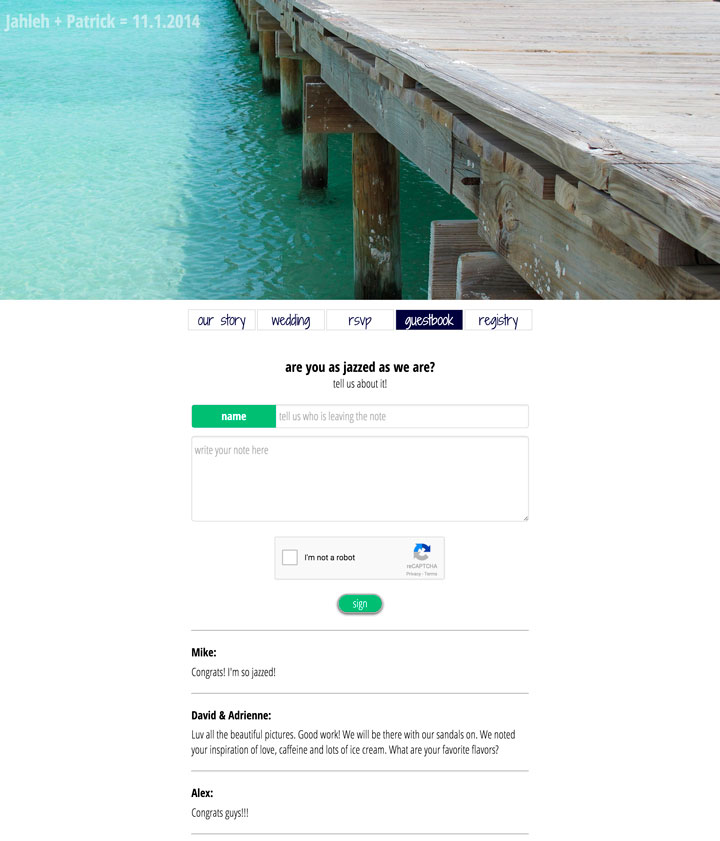 Jahleh + Patrick = 11.1.2014
our story wedding rsvp guestbook registry
are you as jazzed as we are?
tell us about it!
name tell us who is leaving the note
write your note here
I'm not a robot
reCAPTCHA
Privacy - Terms
sign
Mike:
Congrats! I'm so jazzed!
David & Adrienne:
Luv all the beautiful pictures. Good work! We will be there with our sandals on. We noted
your inspiration of love, caffeine and lots of ice cream. What are your favorite flavors?
Alex:
Congrats guys!!!